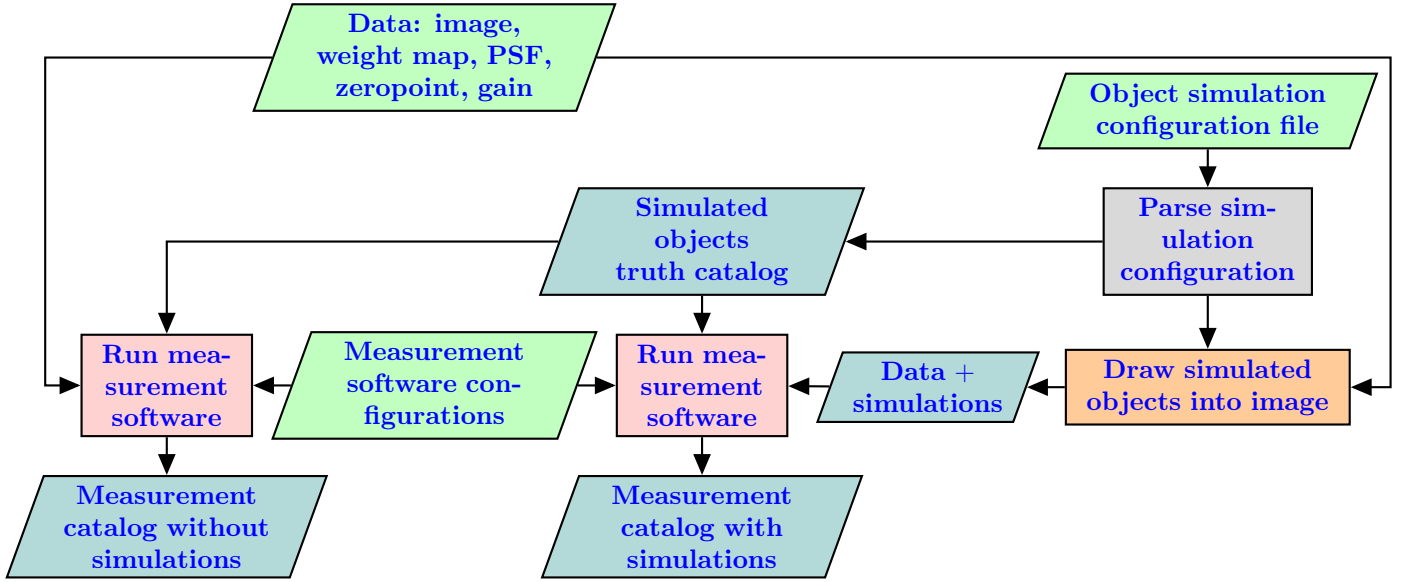 Data: image,
weight map, PSF,
zeropoint, gain
Object simulation
configuration file
Simulated
objects
truth catalog
Parse sim-
ulation
configuration
Run mea-
surement
software
Measurement
software con-
figurations
Run mea-
surement
software
Data +
simulations
Draw simulated
objects into image
Measurement
catalog without
simulations
Measurement
catalog with
simulations